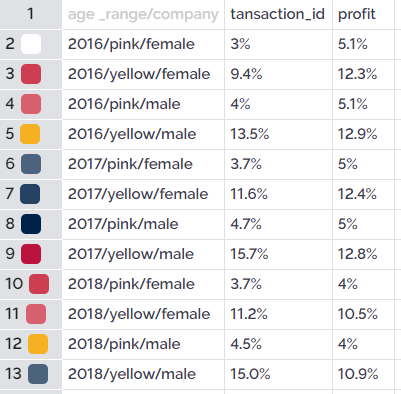 1 age _range/company tansaction_id profit
2 2016/pink/female 3% 5.1%
3 2016/yellow/female 9.4% 12.3%
4 2016/pink/male 4% 5.1%
5 2016/yellow/male 13.5% 12.9%
6 2017/pink/female 3.7% 5%
7 2017/yellow/female 11.6% 12.4%
8 2017/pink/male 4.7% 5%
9 2017/yellow/male 15.7% 12.8%
10 2018/pink/female 3.7% 4%
11 2018/yellow/female 11.2% 10.5%
12 2018/pink/male 4.5% 4%
13 2018/yellow/male 15.0% 10.9%